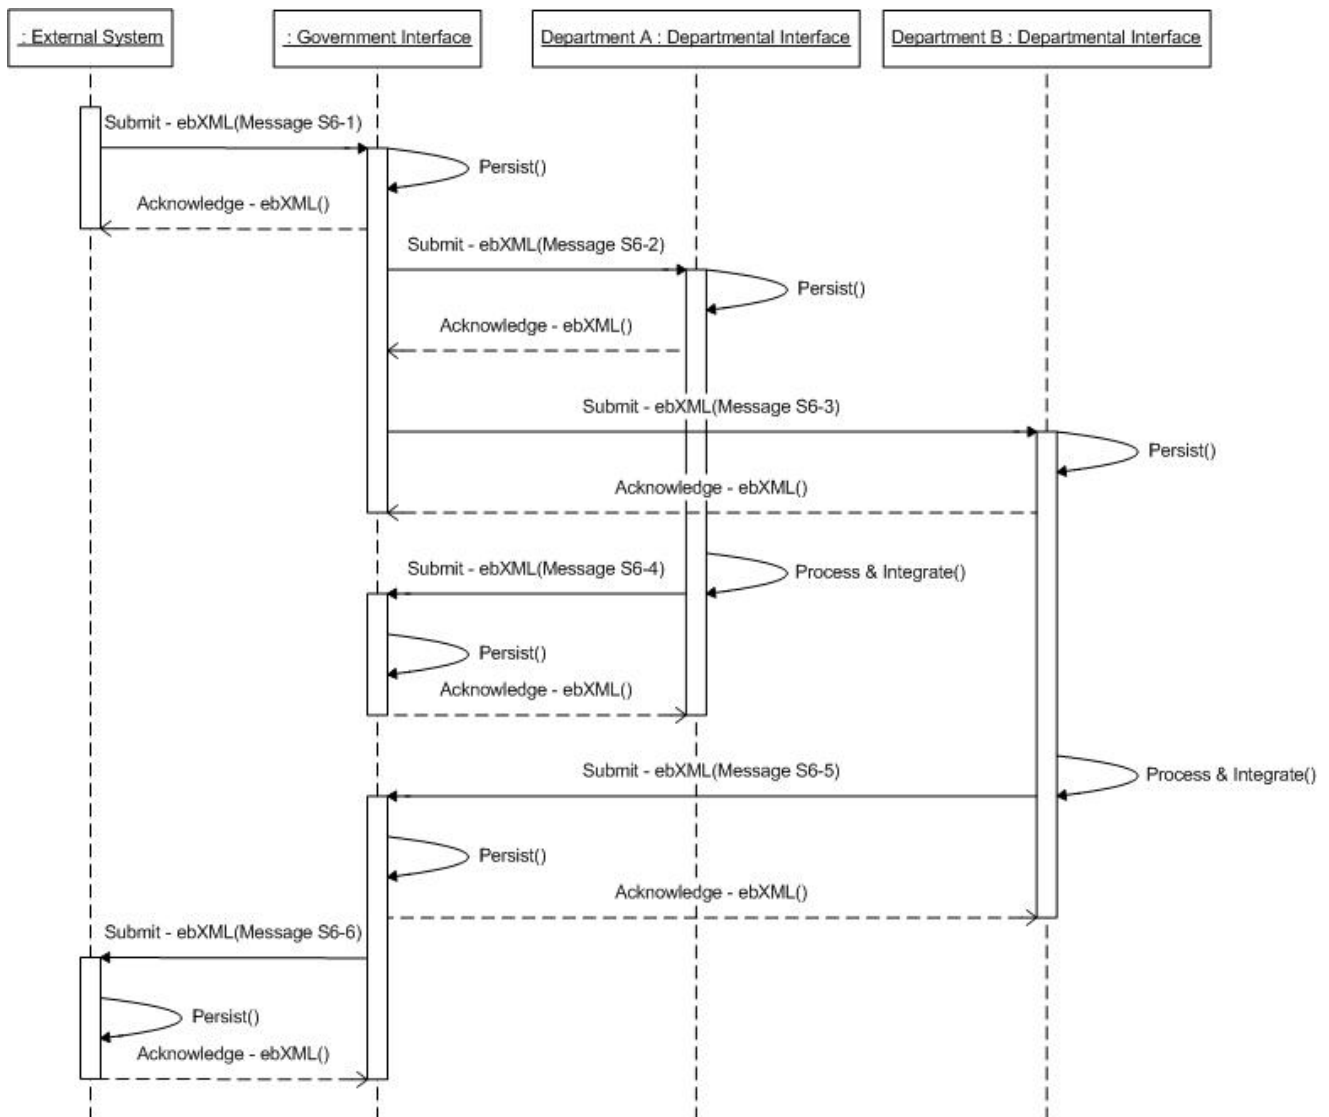 : External System
: Government Interface
Department A : Departmental Interface
Department B : Departmental Interface
Submit - ebXML(Message S6-1)
Persist()
Acknowledge - ebXML()
Submit - ebXML(Message S6-2)
Persist()
Acknowledge - ebXML()
Submit - ebXML(Message S6-3)
Persist()
Acknowledge - ebXML()
Submit - ebXML(Message S6-4)
Process & Integrate()
Persist()
Acknowledge - ebXML()
Submit - ebXML(Message S6-5)
Process & Integrate()
Persist()
Acknowledge - ebXML()
Submit - ebXML(Message S6-6)
Persist()
Acknowledge - ebXML()